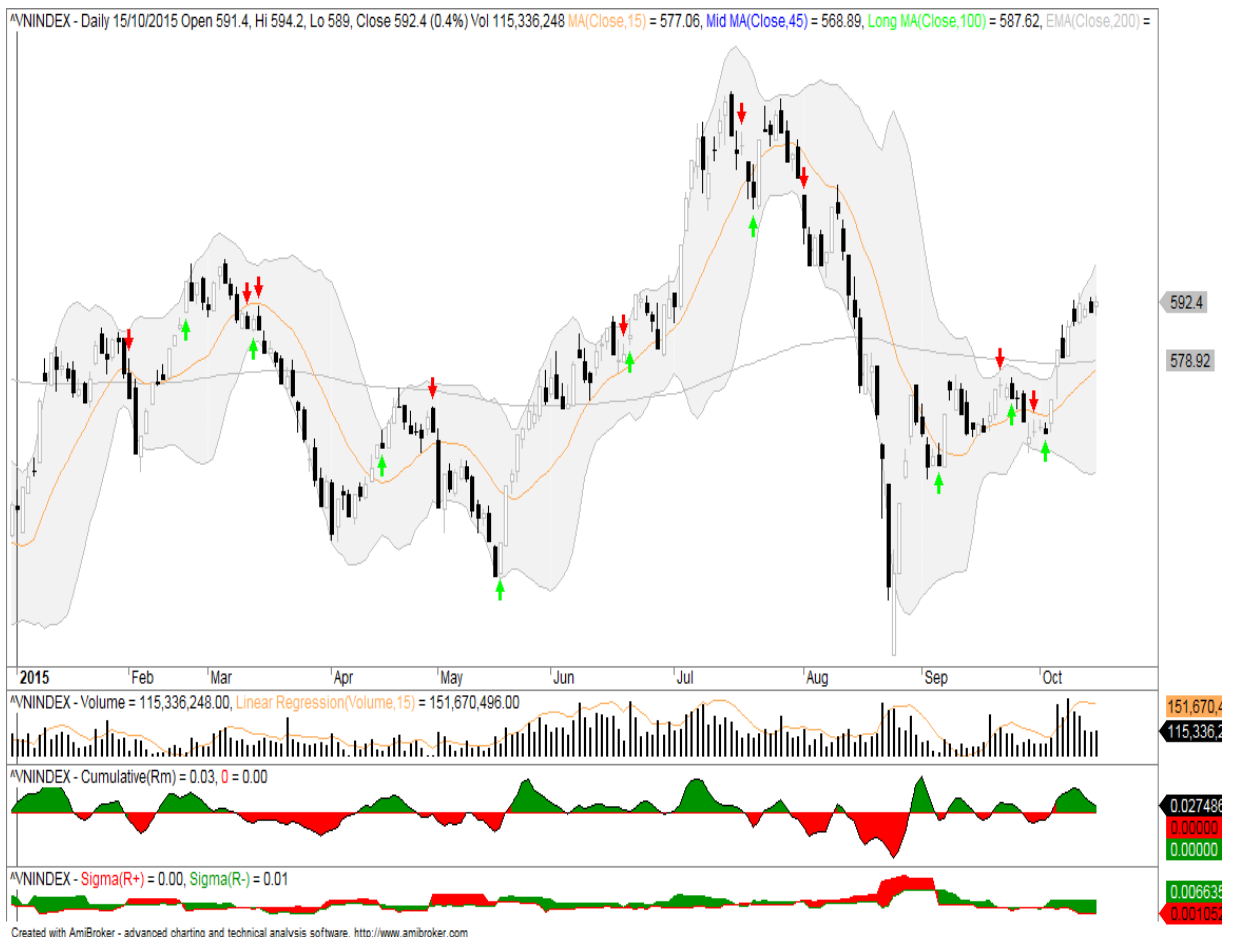 ^VNINDEX - Daily 15/10/2015 Open 591.4, Hi 594.2, Lo 589, Close 592.4 (0.4%) Vol 115,336,248 MA(Close,15) = 577.06, Mid MA(Close,45) = 568.89, Long MA(Close,100) = 587.62, EMA(Close,200) =
592.4
578.92
2015 Feb Mar Apr May Jun Jul Aug Sep Oct
^VNINDEX - Volume = 115,336,248.00, Linear Regression(Volume,15) = 151,670,496.00
151,670,4
115,336,2
^VNINDEX - Cumulative(Rm) = 0.03, 0 = 0.00
0.027486
0.00000
0.00000
^VNINDEX - Sigma(R+) = 0.00, Sigma(R-) = 0.01
0.006635
0.001052
Created with AmiBroker - advanced charting and technical analysis software. http://www.amibroker.com